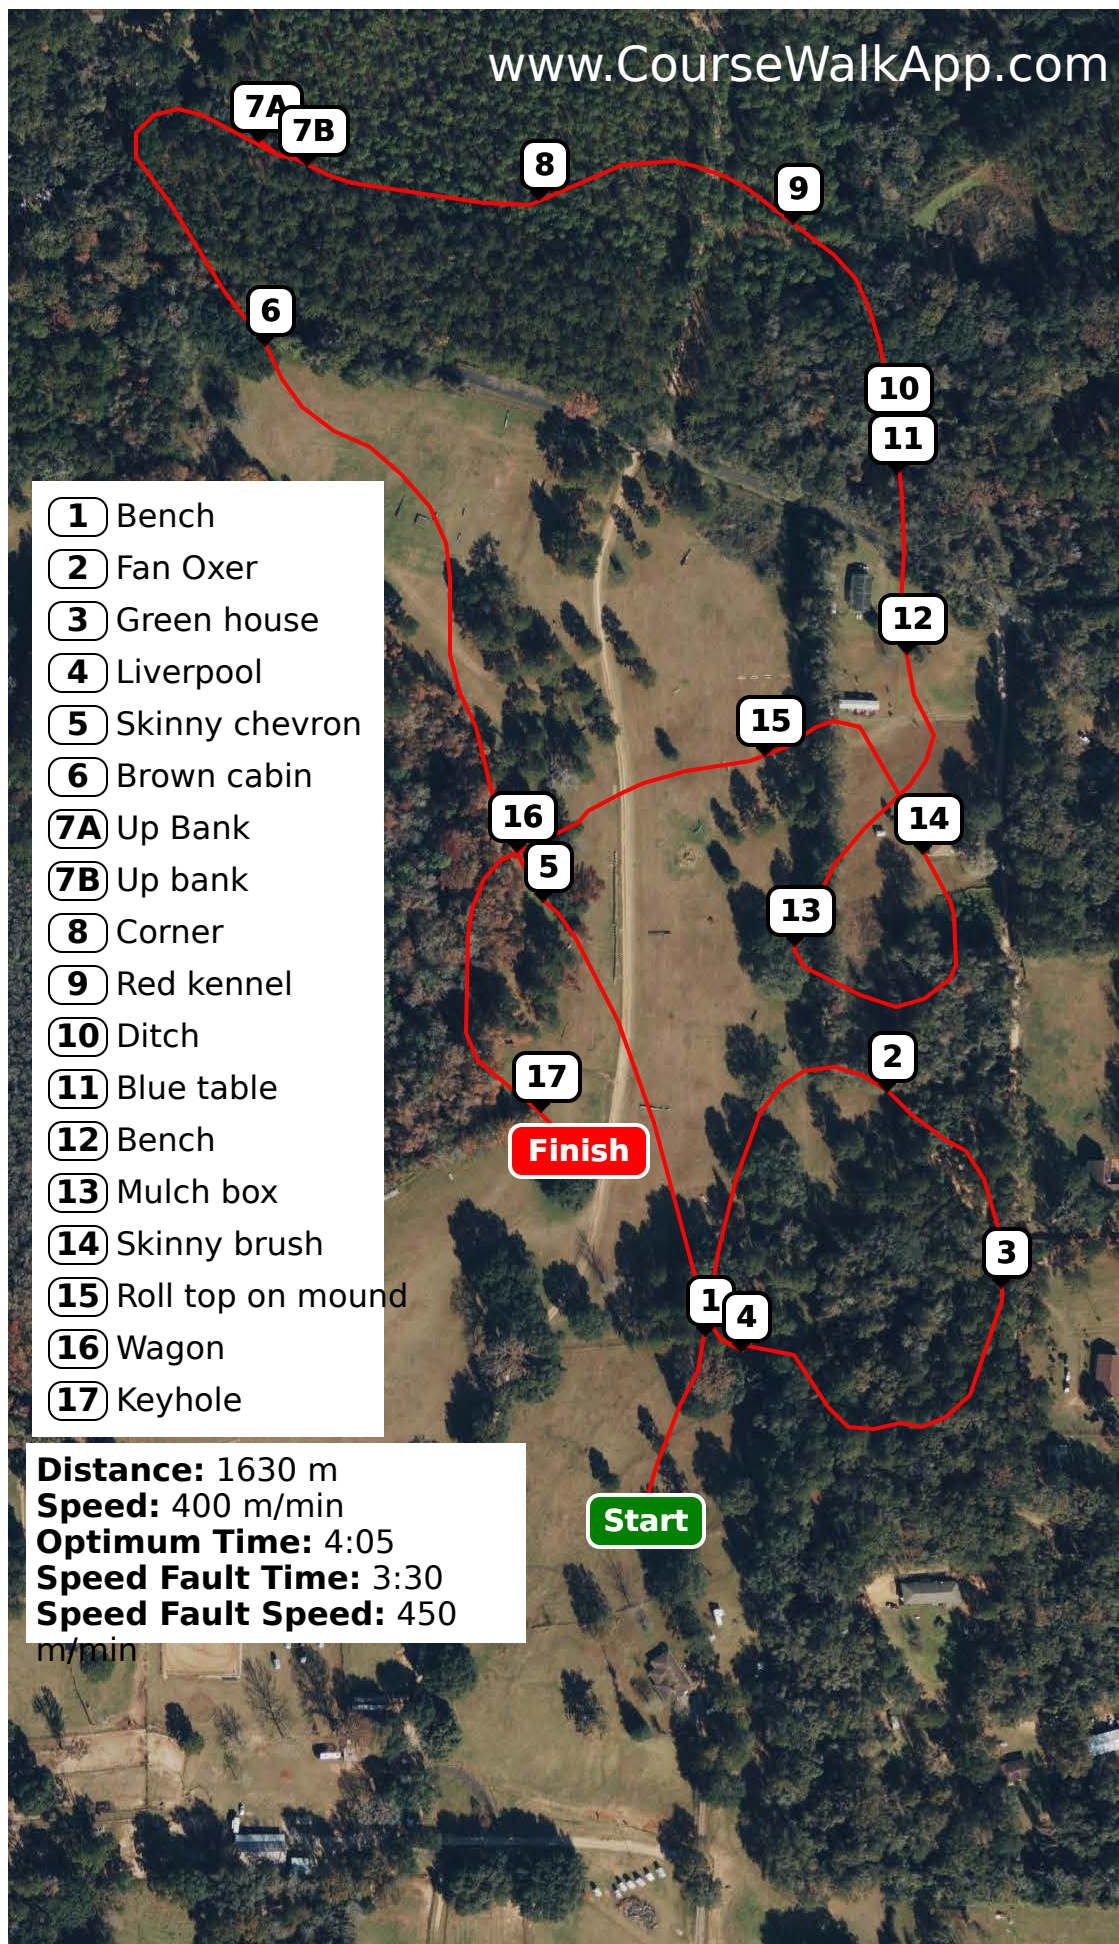 www.CourseWalkApp.com
7A
7B
8
9
6
10
11
12
15
16
14
5
13
2
17
Finish
3
1
4
Start
1 Bench
2 Fan Oxer
3 Green house
4 Liverpool
5 Skinny chevron
6 Brown cabin
7A Up Bank
7B Up bank
8 Corner
9 Red kennel
10 Ditch
11 Blue table
12 Bench
13 Mulch box
14 Skinny brush
15 Roll top on mound
16 Wagon
17 Keyhole
Distance: 1630 m
Speed: 400 m/min
Optimum Time: 4:05
Speed Fault Time: 3:30
Speed Fault Speed: 450
m/min